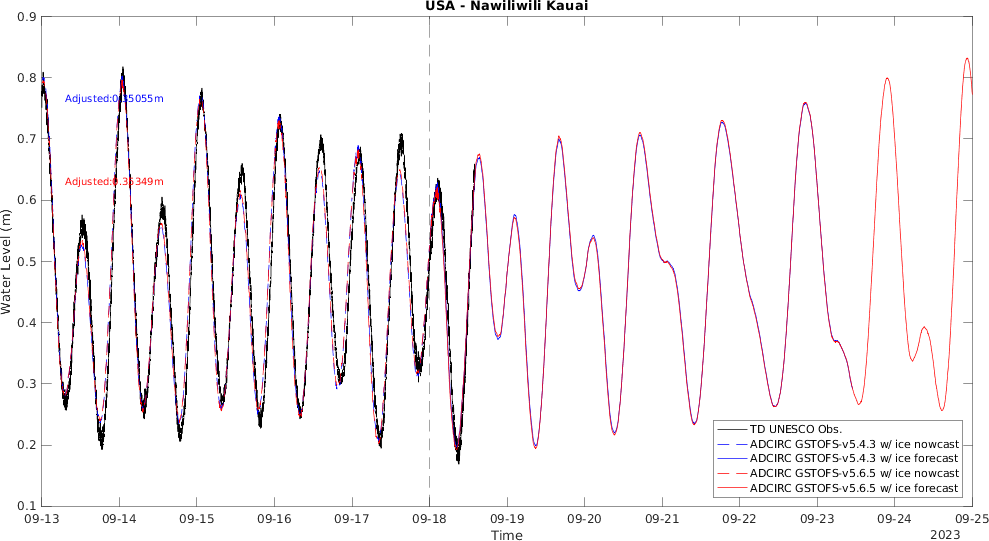 USA - Nawiliwili Kauai
0.9
0.8
0.7
0.6
0.5
0.4
0.3
0.2
0.1
Water Level (m)
Adjusted:0.35055m
Adjusted:0.35349m
TD UNESCO Obs.
ADCIRC GSTOFS-v5.4.3 w/ ice nowcast
ADCIRC GSTOFS-v5.4.3 w/ ice forecast
ADCIRC GSTOFS-v5.6.5 w/ ice nowcast
ADCIRC GSTOFS-v5.6.5 w/ ice forecast
09-13 09-14 09-15 09-16 09-17 09-18 09-19 09-20 09-21 09-22 09-23 09-24 09-25
Time
2023